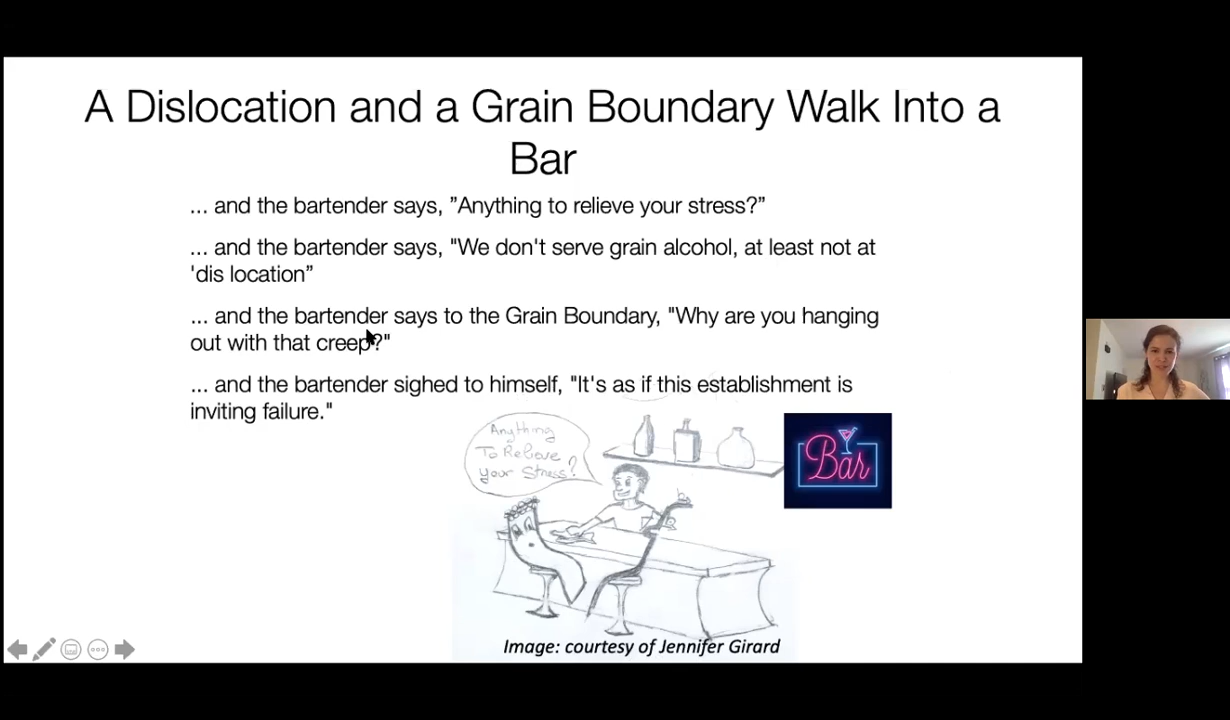 A Dislocation and a Grain Boundary Walk Into a
Bar
... and the bartender says, ”Anything to relieve your stress?”
... and the bartender says, "We don't serve grain alcohol, at least not at
'dis location”
... and the bartender says to the Grain Boundary, "Why are you hanging
out with that creep?"
... and the bartender sighed to himself, "It's as if this establishment is
inviting failure."
Anything
To Relieve
your Stress?
Bar
Image: courtesy of Jennifer Girard